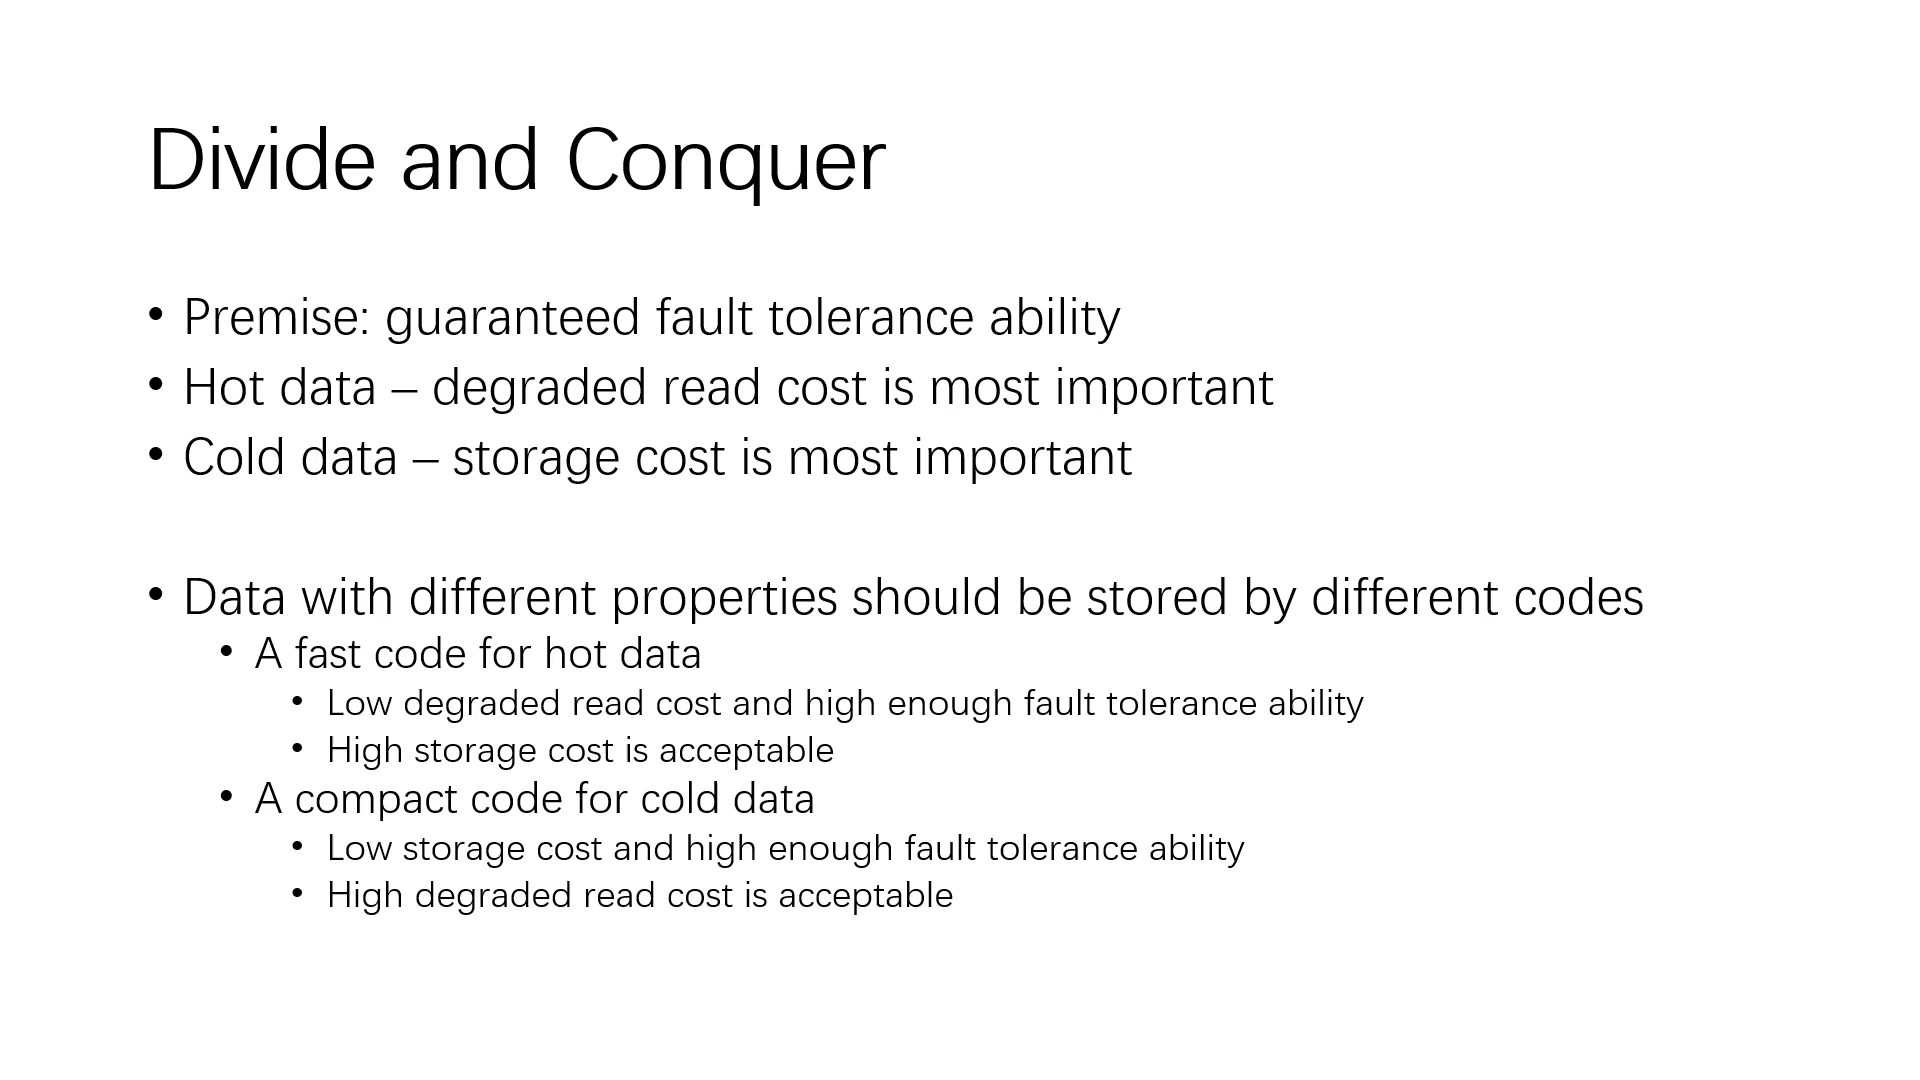 Divide and Conquer
• Premise: guaranteed fault tolerance ability
• Hot data – degraded read cost is most important
• Cold data – storage cost is most important
• Data with different properties should be stored by different codes
• A fast code for hot data
• Low degraded read cost and high enough fault tolerance ability
• High storage cost is acceptable
• A compact code for cold data
• Low storage cost and high enough fault tolerance ability
• High degraded read cost is acceptable